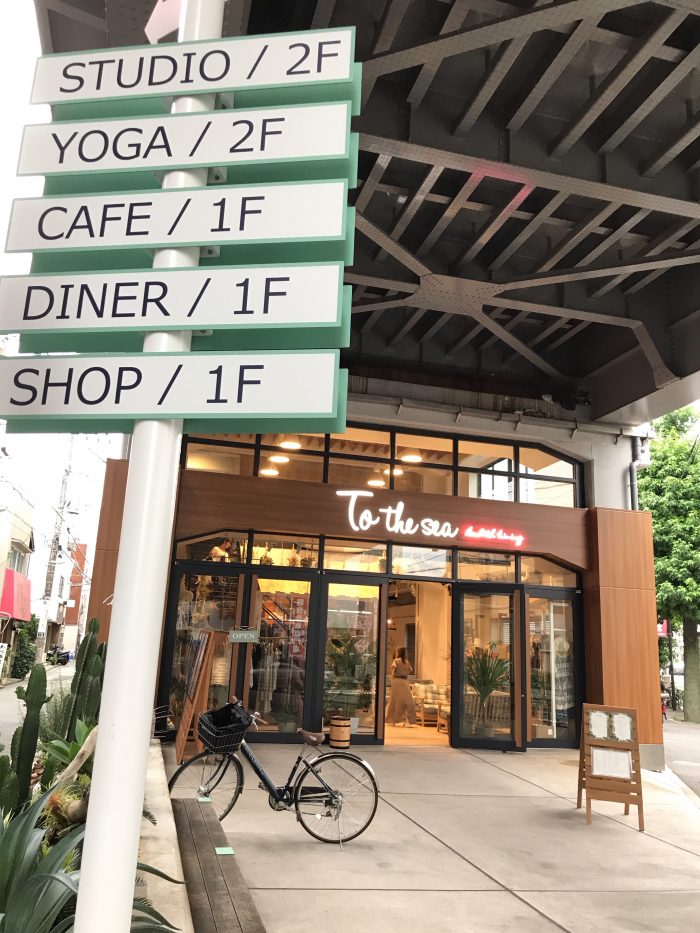 STUDIO / 2F
YOGA / 2F
CAFE / 1F
DINER / 1F
SHOP / 1F
To the sea
OPEN